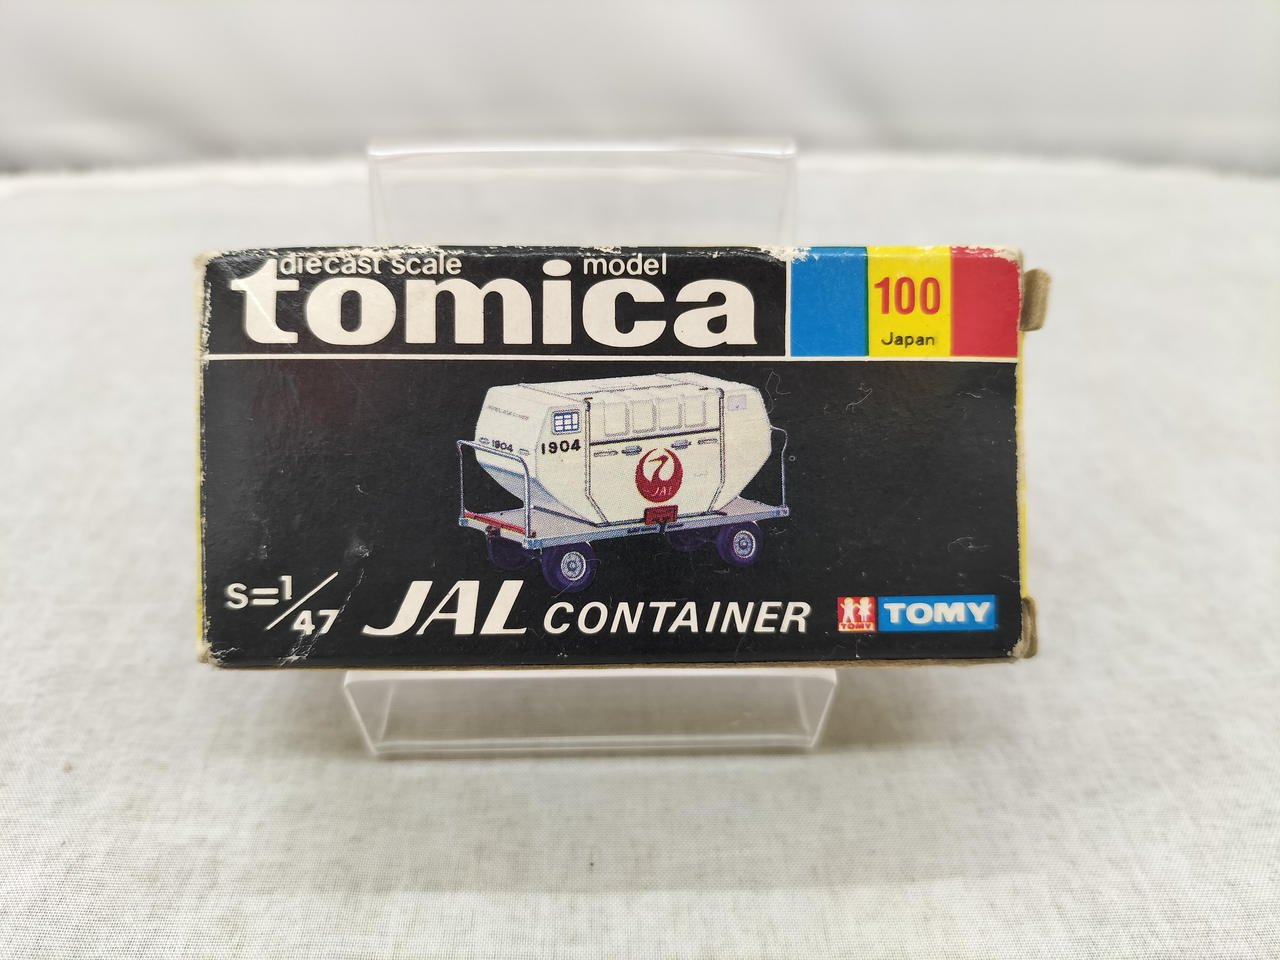 diecast scale model
tomica
100
Japan
1904
1904
JAL
S=1/47
JAL CONTAINER
TOMY
TOMY